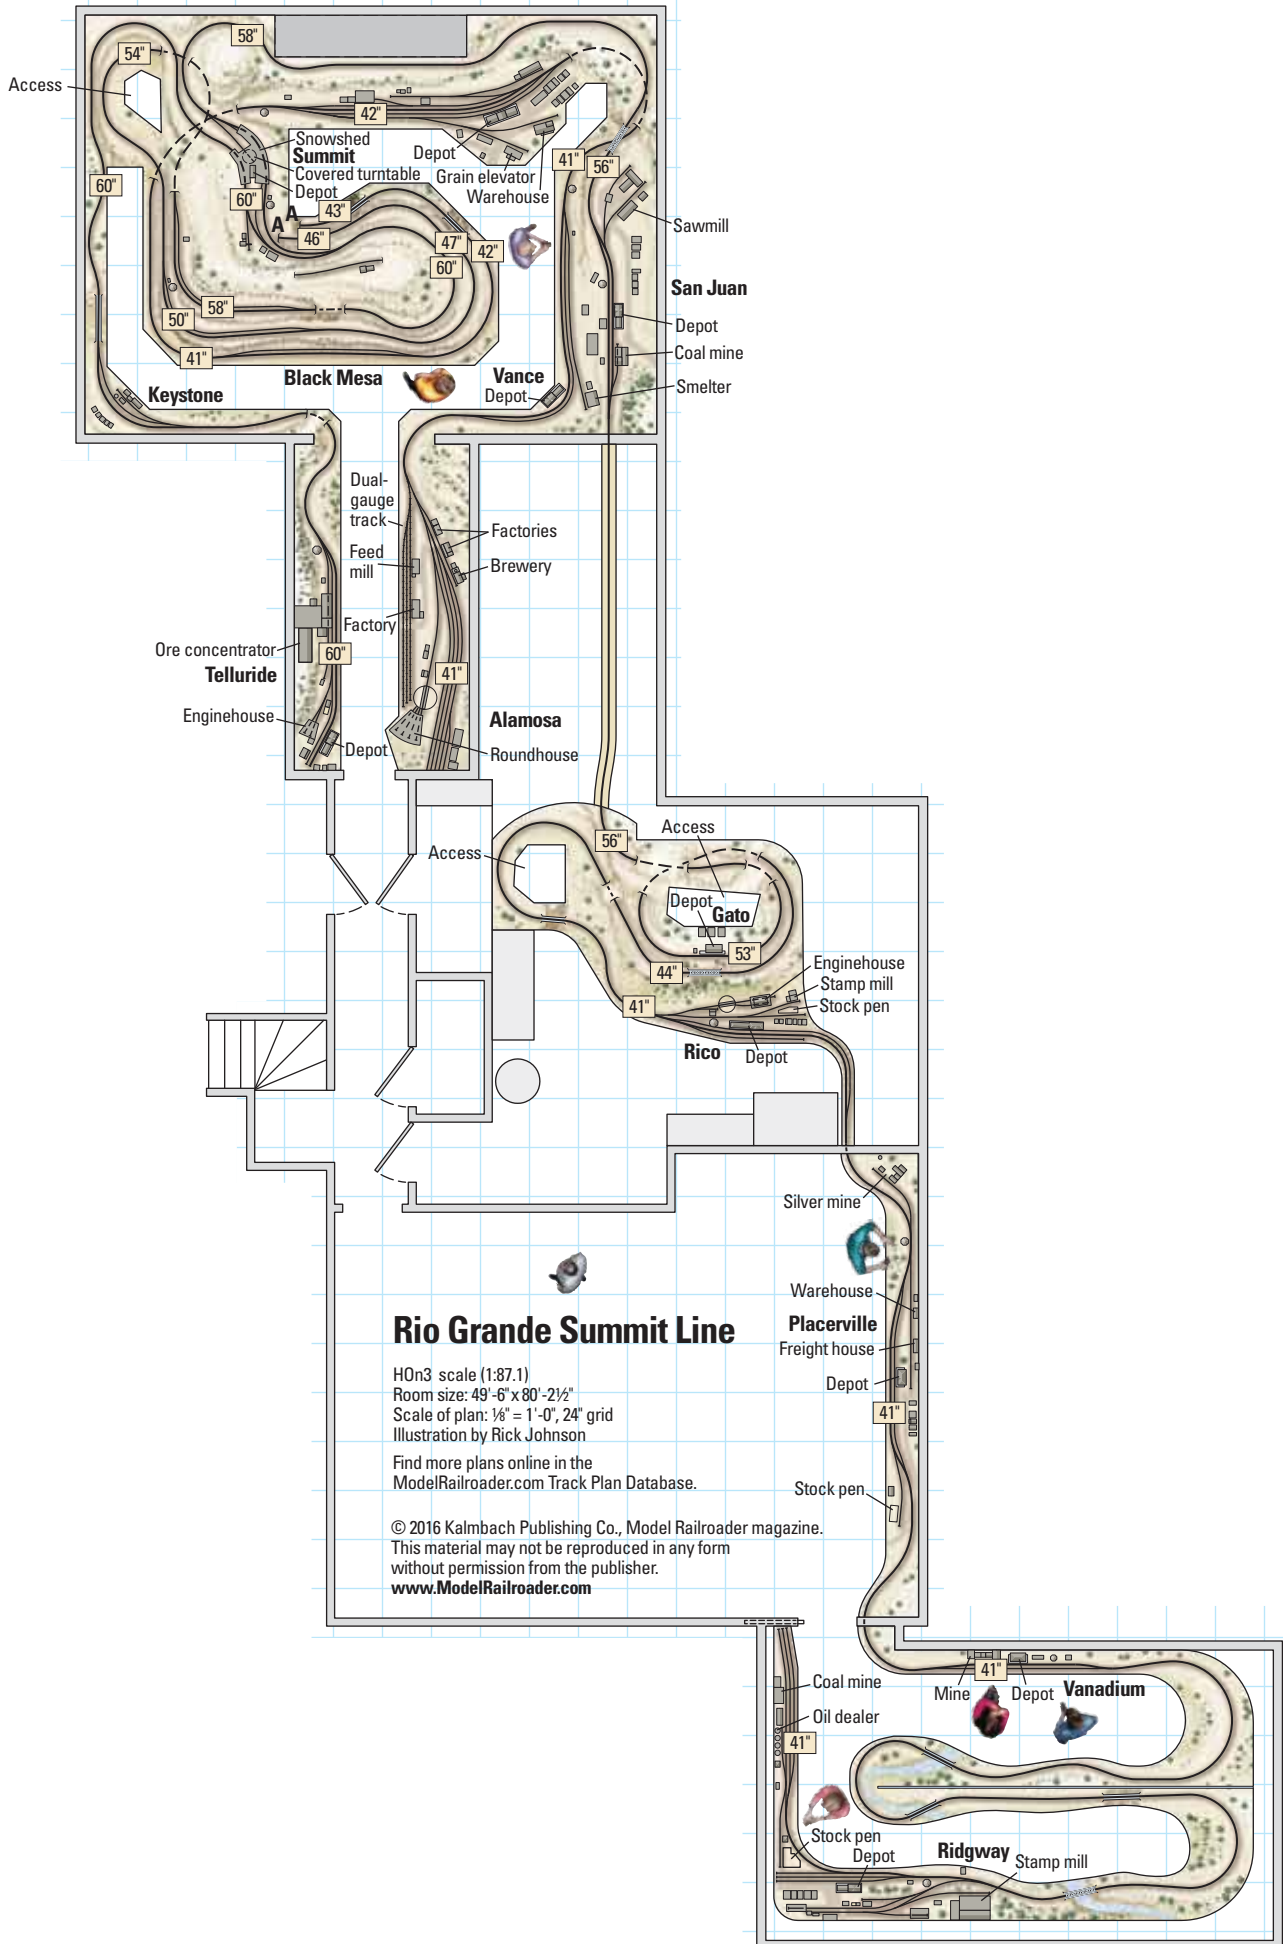 58"
54"
Access
42"
Snowshed
Summit
Covered turntable
Depot
Depot
Grain elevator
Warehouse
41"
56"
60"
60"
43"
A
A
46"
47"
42"
60"
Sawmill
San Juan
Depot
Coal mine
Smelter
58"
50"
41"
Black Mesa
Vance
Depot
Keystone
Dual-
gauge
track
Feed
mill
Factories
Brewery
Factory
Ore concentrator
Telluride
60"
41"
Enginehouse
Depot
Alamosa
Roundhouse
56"
Access
Access
Depot
Gato
53"
44"
Enginehouse
Stamp mill
Stock pen
41"
Rico
Depot
Silver mine
Warehouse
Placerville
Freight house
Depot
41"
Stock pen
Rio Grande Summit Line
HOn3 scale (1:87.1)
Room size: 49'-6" x 80'-2½"
Scale of plan: ⅛" = 1'-0", 24" grid
Illustration by Rick Johnson
Find more plans online in the
ModelRailroader.com Track Plan Database.
© 2016 Kalmbach Publishing Co., Model Railroader magazine.
This material may not be reproduced in any form
without permission from the publisher.
www.ModelRailroader.com
41"
Mine
Depot
Vanadium
Coal mine
Oil dealer
41"
Stock pen
Depot
Ridgway
Stamp mill